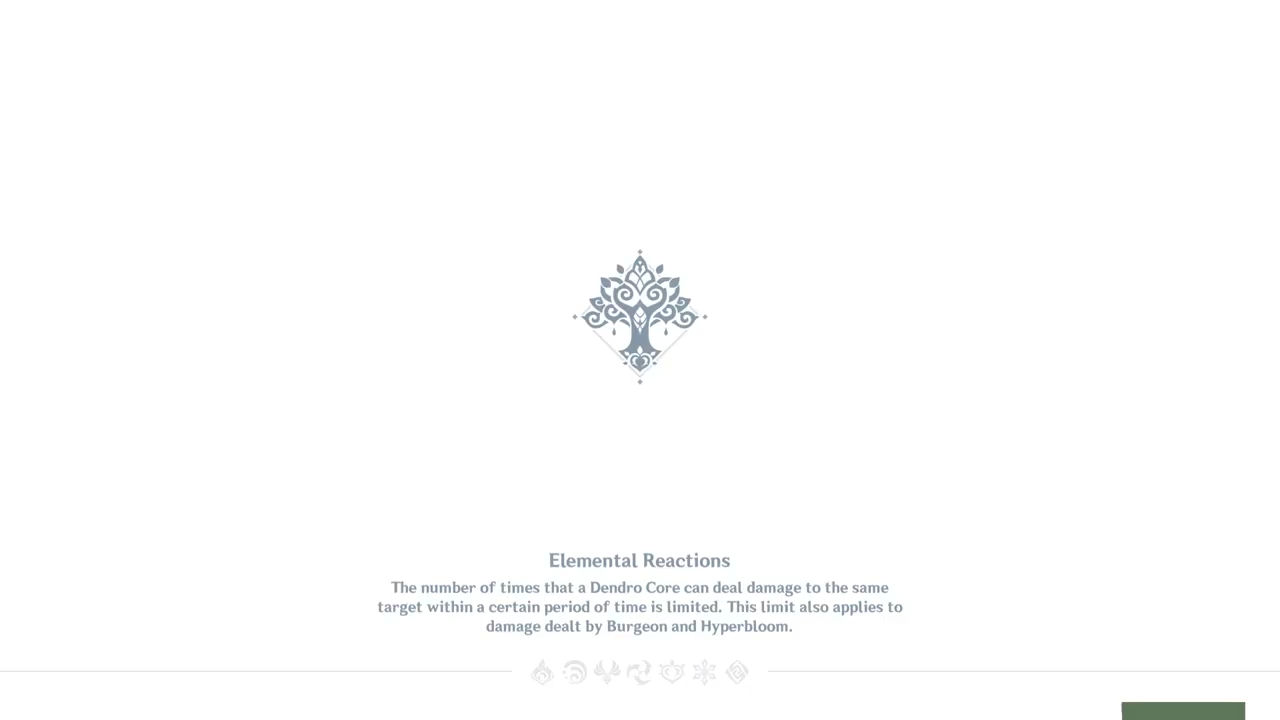 Elemental Reactions
The number of times that a Dendro Core can deal damage to the same
target within a certain period of time is limited. This limit also applies to
damage dealt by Burgeon and Hyperbloom.